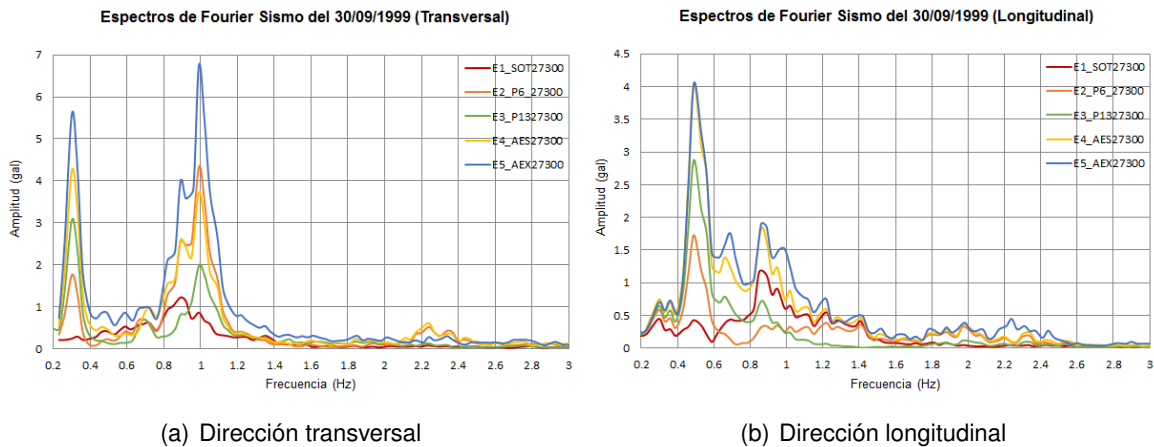 Espectros de Fourier Sismo del 30/09/1999 (Transversal)
7
6
5
4
3
2
1
0
Amplitud (gal)
0.2 0.4 0.6 0.8 1 1.2 1.4 1.6 1.8 2 2.2 2.4 2.6 2.8 3
Frecuencia (Hz)
E1_SOT27300
E2_P6_27300
E3_P1327300
E4_AES27300
E5_AEX27300
(a) Dirección transversal
Espectros de Fourier Sismo del 30/09/1999 (Longitudinal)
4.5
4
3.5
3
2.5
2
1.5
1
0.5
0
Amplitud (gal)
0.2 0.4 0.6 0.8 1 1.2 1.4 1.6 1.8 2 2.2 2.4 2.6 2.8 3
Frecuencia (Hz)
E1_SOT27300
E2_P6_27300
E3_P1327300
E4_AES27300
E5_AEX27300
(b) Dirección longitudinal